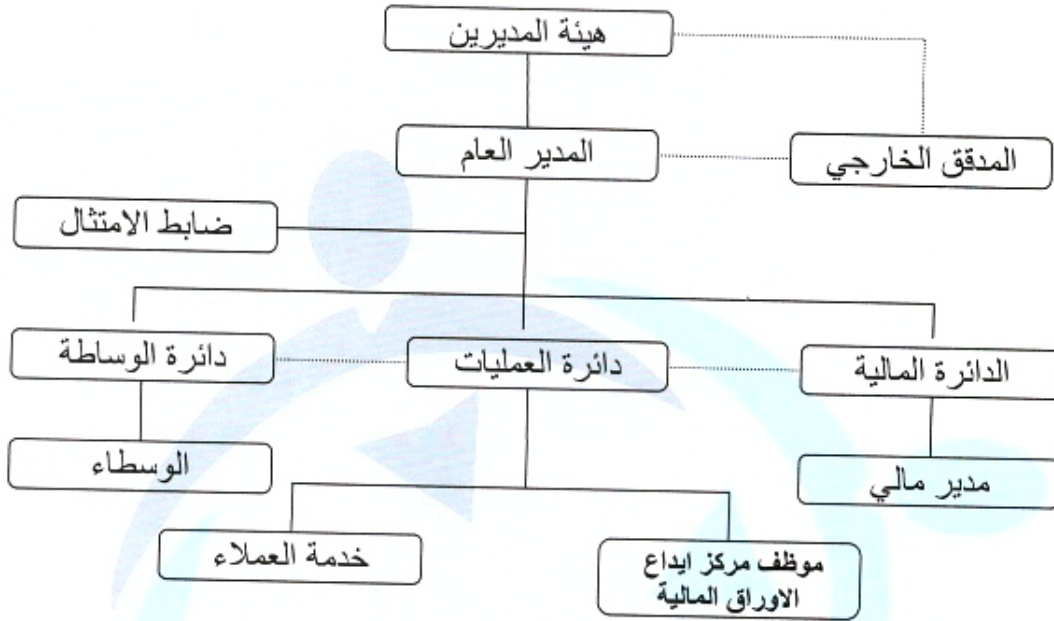 هيئة المديرين
المدير العام
المدقق الخارجي
ضابط الامتثال
الدائرة المالية
دائرة العمليات
دائرة الوساطة
مدير مالي
الوسطاء
موظف مركز ايداع
الاوراق المالية
خدمة العملاء